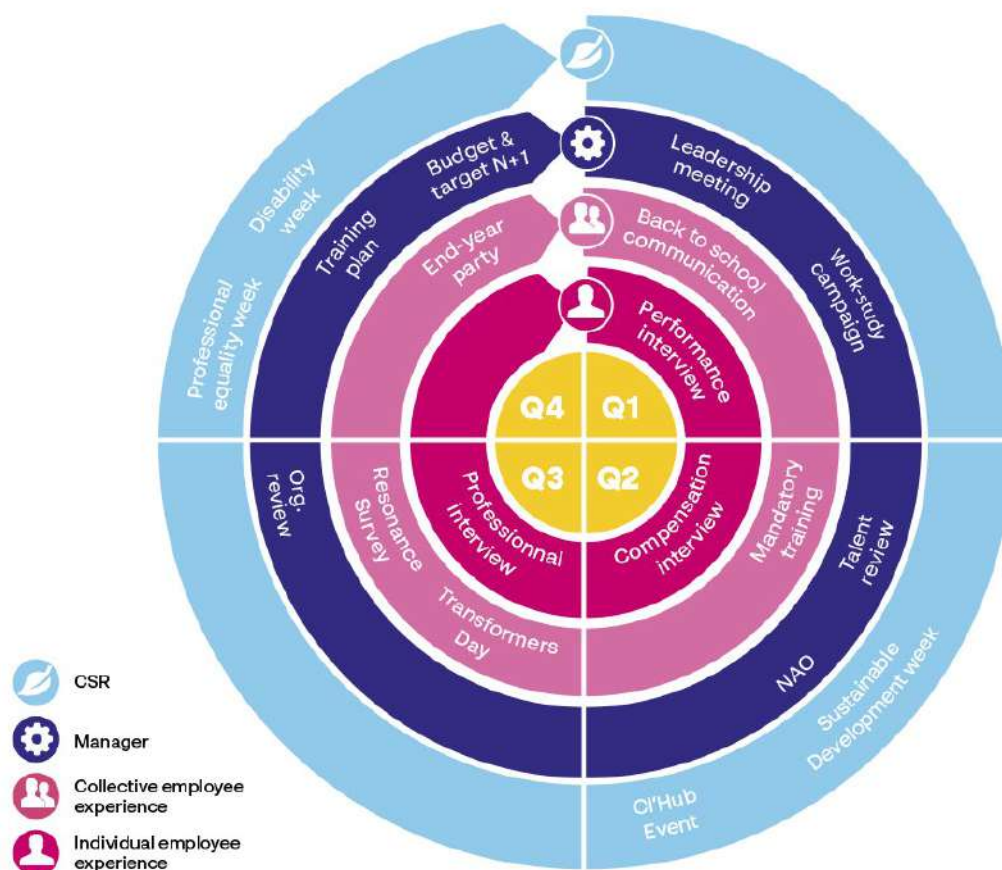 Disability
week
Professional
equality week
Budget &
target N+1
Training
plan
End-year
party
Leadership
meeting
Work-study
campaign
Back to school
communication
Performance
interview
Q4
Q1
Q3
Q2
Org.
review
Resonance
Survey
Transformers
Day
Professionnal
interview
Compensation
interview
Mandatory
training
Talent
review
NAO
Sustainable
Development week
CI'Hub
Event
CSR
Manager
Collective employee
experience
Individual employee
experience